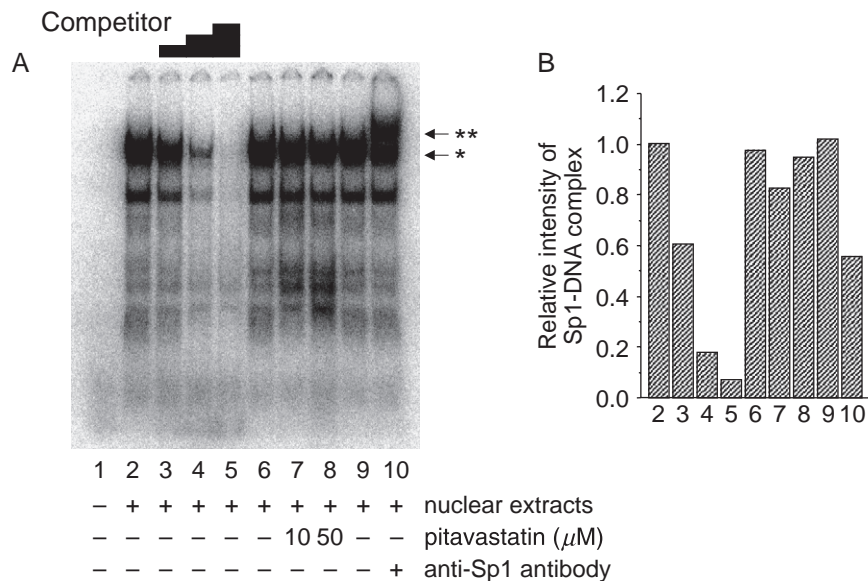 Competitor
A
**
*
1 2 3 4 5 6 7 8 9 10
– + + + + + + + + + nuclear extracts
– – – – – – 10 50 – – pitavastatin (μM)
– – – – – – – – – + anti-Sp1 antibody
B
Relative intensity of
Sp1-DNA complex
1.2
1.0
0.8
0.6
0.4
0.2
0.0
2 3 4 5 6 7 8 9 10